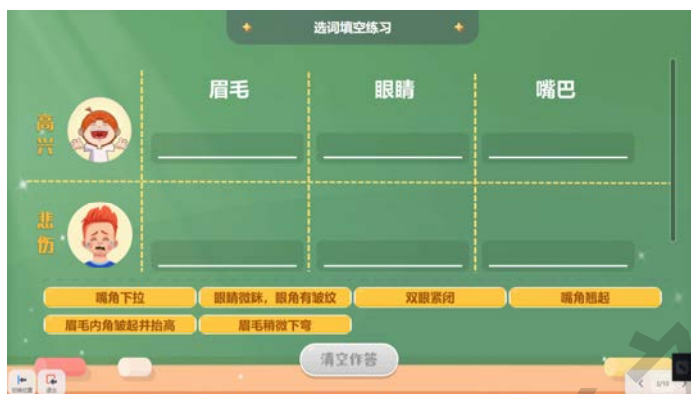 选词填空练习
眉毛 眼睛 嘴巴
高兴
悲伤
嘴角下拉 眼睛微眯，眼角有皱纹 双眼紧闭 嘴角翘起
眉毛内角皱起并抬高 眉毛稍微下弯
清空作答
退出